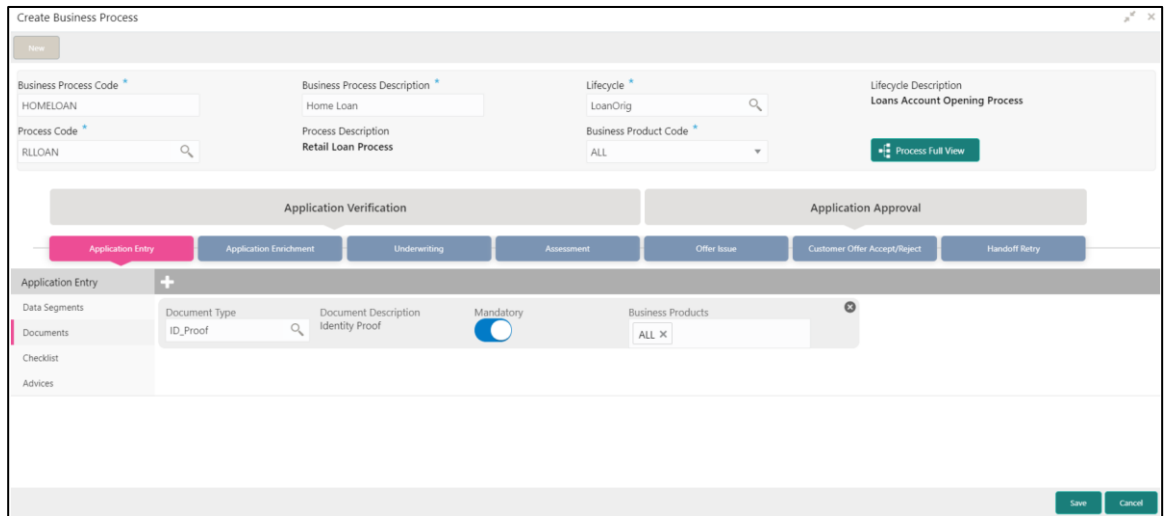 Create Business Process
New
Business Process Code *
Business Process Description *
Lifecycle *
Lifecycle Description
HOMELOAN
Home Loan
LoanOrig
Loans Account Opening Process
Process Code *
Process Description
Business Product Code *
RLLOAN
Retail Loan Process
ALL
Process Full View
Application Verification
Application Approval
Application Entry
Application Enrichment
Underwriting
Assessment
Offer Issue
Customer Offer Accept/Reject
Handoff Retry
Application Entry
Data Segments
Documents
Checklist
Advices
Document Type
Document Description
Mandatory
Business Products
ID_Proof
Identity Proof
ALL ×
Save
Cancel